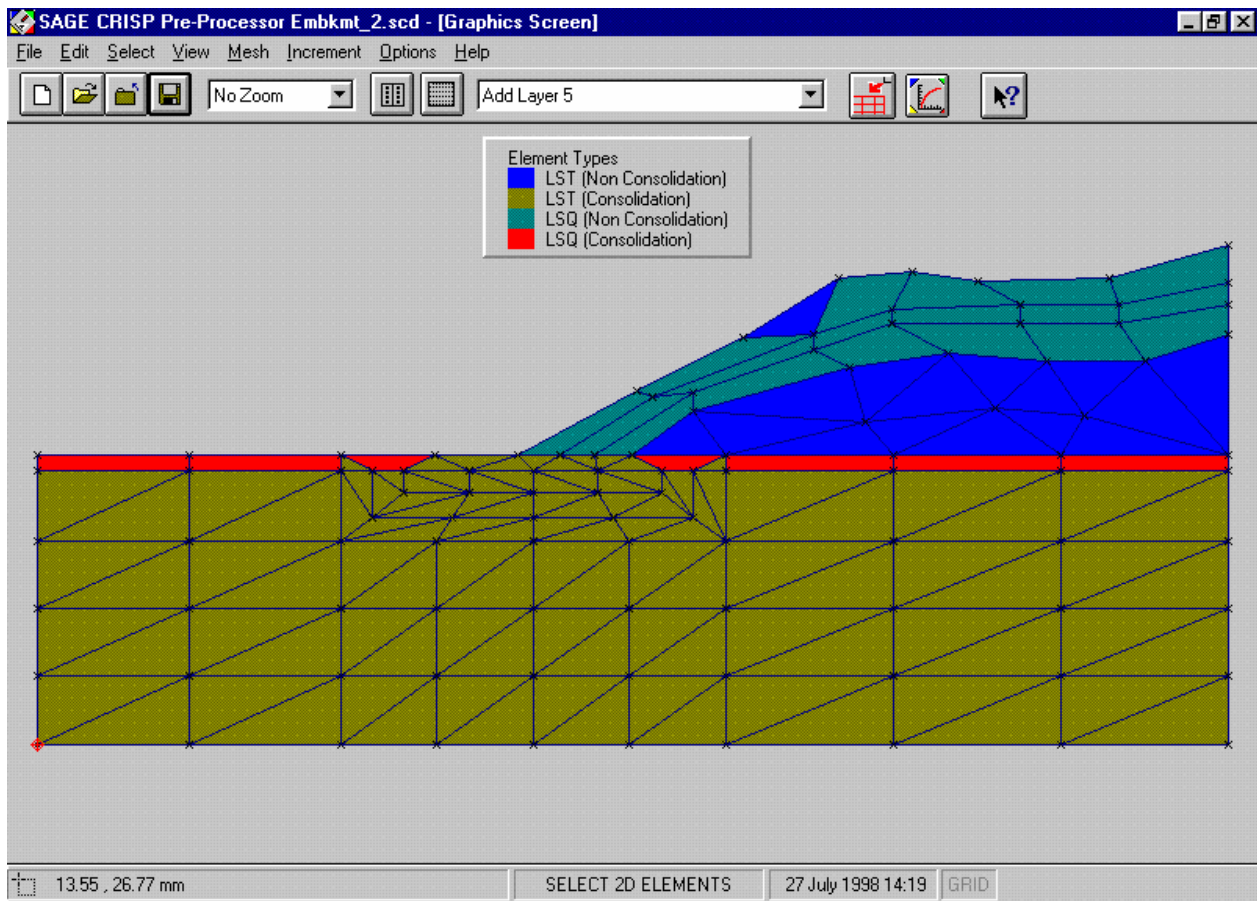 SAGE CRISP Pre-Processor Embkmt_2.scd - [Graphics Screen]
File Edit Select View Mesh Increment Options Help
No Zoom Add Layer 5
Element Types
LST (Non Consolidation)
LST (Consolidation)
LSQ (Non Consolidation)
LSQ (Consolidation)
13.55 , 26.77 mm SELECT 2D ELEMENTS 27 July 1998 14:19 GRID